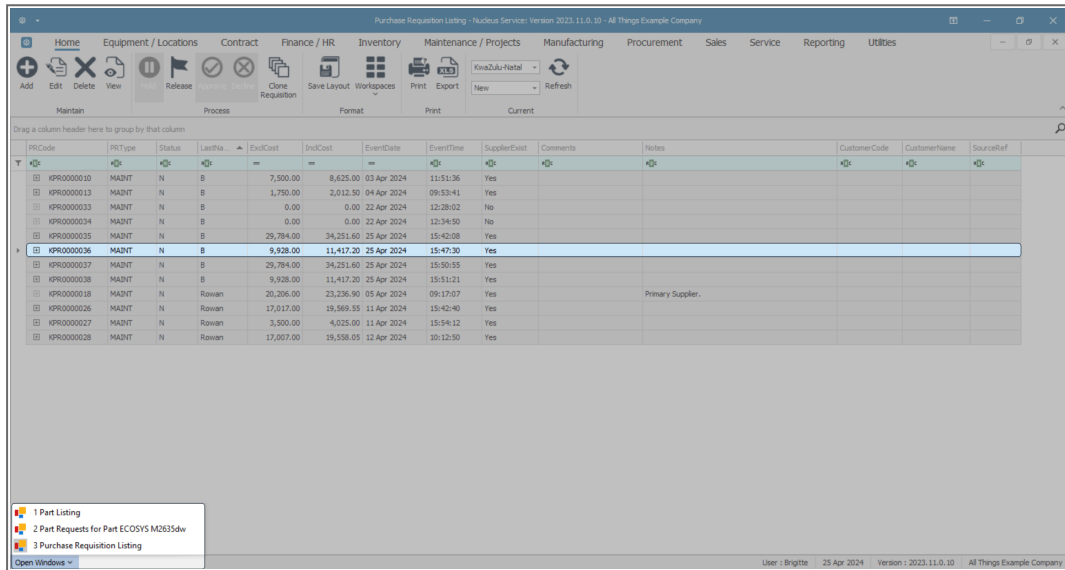 Purchase Requisition Listing - Nucleus Service: Version 2023.11.0.10 - All Things Example Company
Home Equipment / Locations Contract Finance / HR Inventory Maintenance / Projects Manufacturing Procurement Sales Service Reporting Utilities
KwaZulu-Natal
New
Add Edit Delete View Hold Release Approve Decline Clone Requisition Save Layout Workspaces Print Export Refresh
Maintain Process Format Print Current
Drag a column header here to group by that column
PRCode PRType Status LastNa... ExclCost InclCost EventDate EventTime SupplierExist Comments Notes CustomerCode CustomerName SourceRef
KPR0000010 MAINT N B 7,500.00 8,625.00 03 Apr 2024 11:51:36 Yes
KPR0000013 MAINT N B 1,750.00 2,012.50 04 Apr 2024 09:53:41 Yes
KPR0000033 MAINT N B 0.00 0.00 22 Apr 2024 12:28:02 No
KPR0000034 MAINT N B 0.00 0.00 22 Apr 2024 12:34:50 No
KPR0000035 MAINT N B 29,784.00 34,251.60 25 Apr 2024 15:42:08 Yes
KPR0000036 MAINT N B 9,928.00 11,417.20 25 Apr 2024 15:47:30 Yes
KPR0000037 MAINT N B 29,784.00 34,251.60 25 Apr 2024 15:50:55 Yes
KPR0000038 MAINT N B 9,928.00 11,417.20 25 Apr 2024 15:51:21 Yes
KPR0000018 MAINT N Rowan 20,206.00 23,236.90 05 Apr 2024 09:17:07 Yes Primary Supplier.
KPR0000026 MAINT N Rowan 17,017.00 19,569.55 11 Apr 2024 15:42:40 Yes
KPR0000027 MAINT N Rowan 3,500.00 4,025.00 11 Apr 2024 15:54:12 Yes
KPR0000028 MAINT N Rowan 17,007.00 19,558.05 12 Apr 2024 10:12:50 Yes
1 Part Listing
2 Part Requests for Part ECOSYS M2635dw
3 Purchase Requisition Listing
Open Windows User : Brigitte 25 Apr 2024 Version : 2023.11.0.10 All Things Example Company